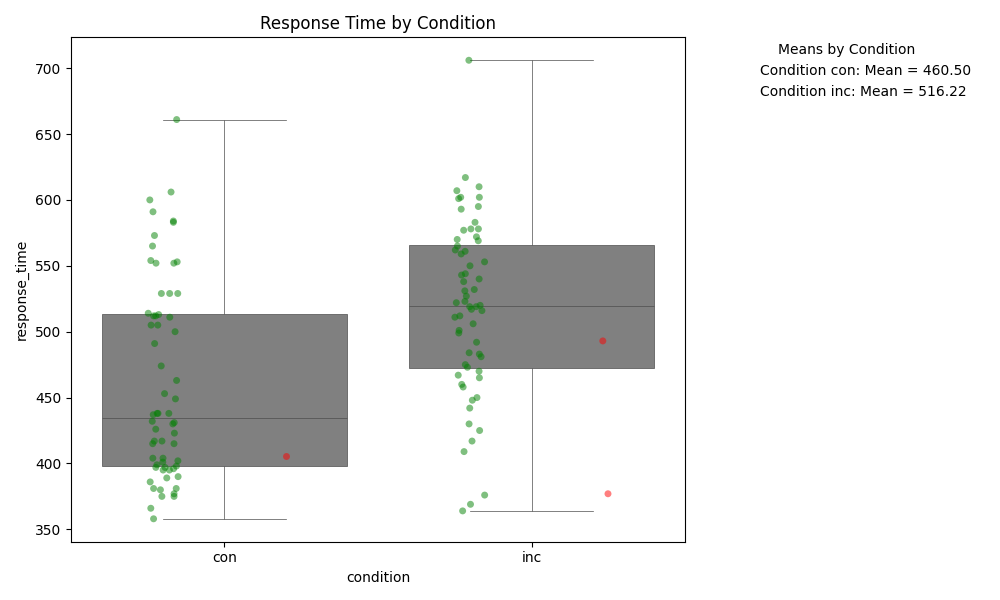 Response Time by Condition
Means by Condition
Condition con: Mean = 460.50
Condition inc: Mean = 516.22
700
650
600
550
500
450
400
350
response_time
con
inc
condition